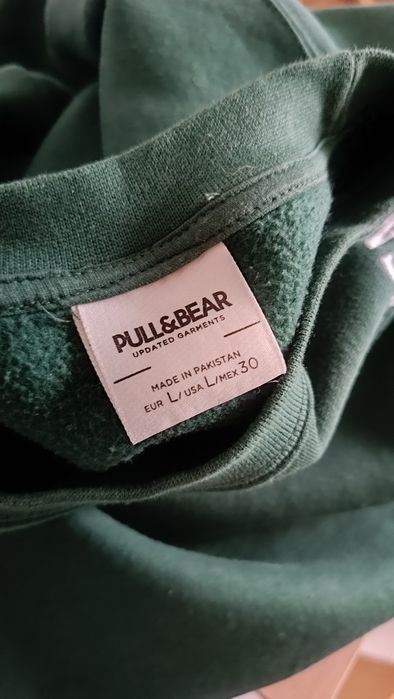 PULL&BEAR
UPDATED GARMENTS
MADE IN PAKISTAN
EUR L/USA L/MEX 30